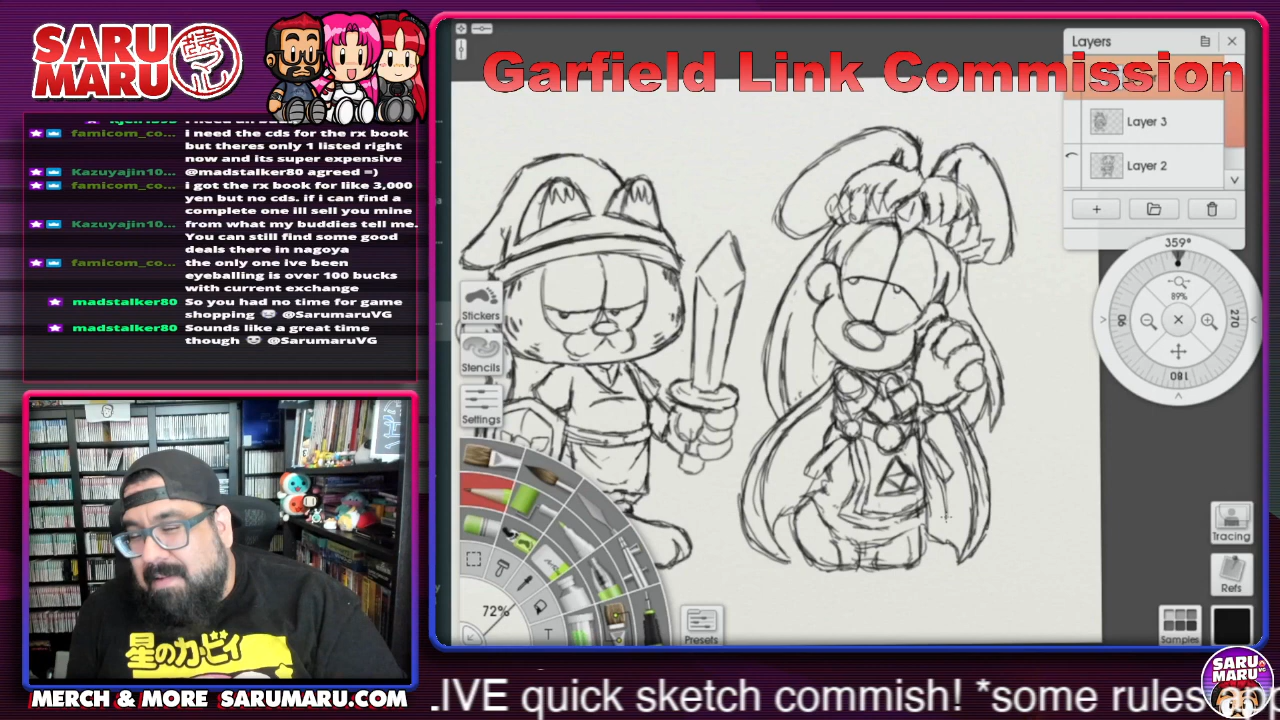 SARU
MARU
Garfield Link Commission
Layers
Layer 3
Layer 2
famicom_co... i need the cds for the rx book
but theres only 1 listed right
now and its super expensive
Kazuyajin10... @madstalker80 agreed =)
famicom_co... i got the rx book for like 3,000
yen but no cds. if i can find a
complete one ill sell you mine
Kazuyajin10... from what my buddies tell me.
You can still find some good
deals there in nagoya
famicom_co... the only one ive been
eyeballing is over 100 bucks
with current exchange
madstalker80 So you had no time for game
shopping @SarumaruVG
madstalker80 Sounds like a great time
though @SarumaruVG
359°
89%
90
270
180
Stickers
Stencils
Settings
72%
T
Presets
Tracing
Refs
Samples
星のカービィ
MERCH & MORE SARUMARU.COM
.IVE quick sketch commish! *some rules
SARU
MARU